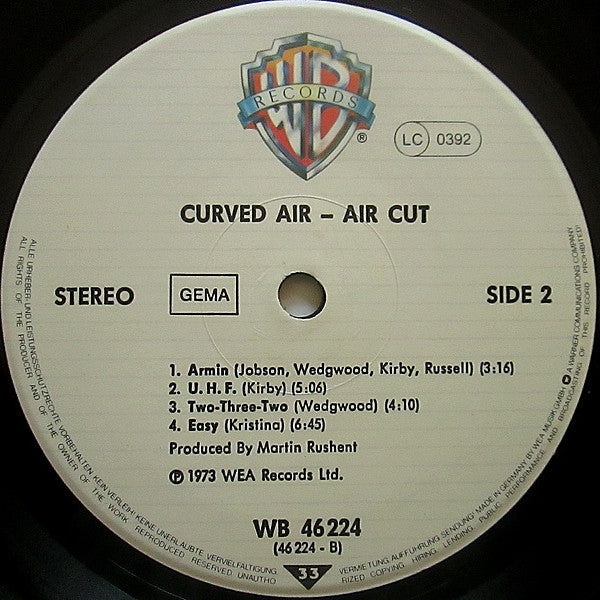 WB
RECORDS
®
LC 0392
CURVED AIR – AIR CUT
STEREO
GEMA
SIDE 2
1. Armin (Jobson, Wedgwood, Kirby, Russell) (3:16)
2. U. H. F. (Kirby) (5:06)
3. Two-Three-Two (Wedgwood) (4:10)
4. Easy (Kristina) (6:45)
Produced By Martin Rushent
℗ 1973 WEA Records Ltd.
WB 46 224
(46 224 - B)
33
ALLE URHEBER- UND LEISTUNGSSCHUTZRECHTE VORBEHALTEN. KEIN VERLEIH! KEINE UNERLAUBTE VERVIELFÄLTIGUNG, VERMIETUNG, AUFFÜHRUNG, SENDUNG! MADE IN GERMANY BY WEA MUSIK GMBH A WARNER COMMUNICATIONS COMPANY
ALL RIGHTS OF THE PRODUCER AND OF THE OWNER OF THE WORK REPRODUCED RESERVED. UNAUTHORIZED COPYING, HIRING, LENDING, PUBLIC PERFORMANCE AND BROADCASTING OF THIS RECORD PROHIBITED!